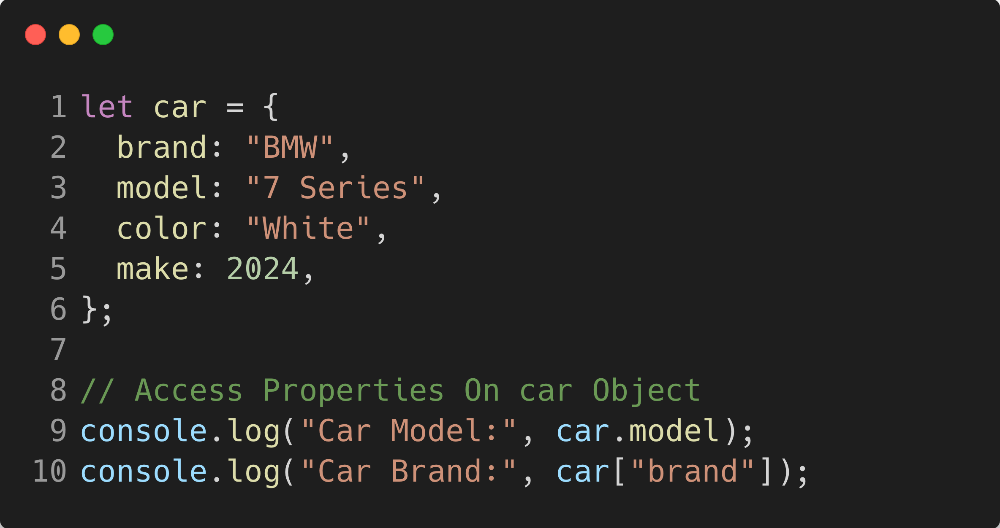 1 let car = {
2   brand: "BMW",
3   model: "7 Series",
4   color: "White",
5   make: 2024,
6 };
7
8 // Access Properties On car Object
9 console.log("Car Model:", car.model);
10 console.log("Car Brand:", car["brand"]);